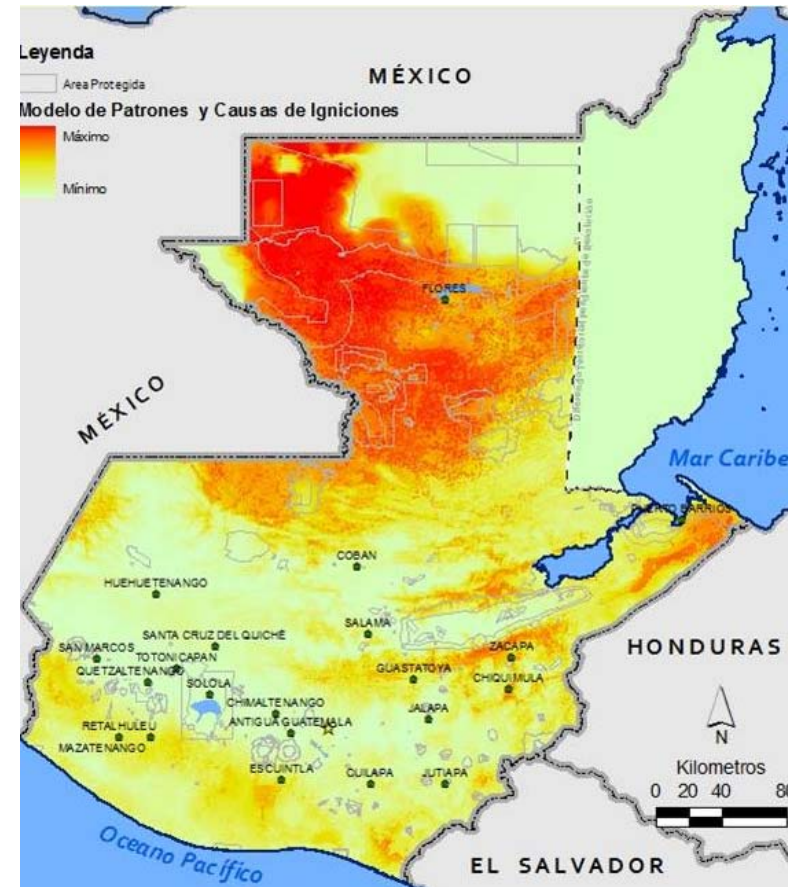 Leyenda
Area Protegida
Modelo de Patrones y Causas de Igniciones
Máximo
Mínimo
MÉXICO
FLORES
MÉXICO
Mar Caribe
PUERTO BARRIOS
COBAN
HUEHUETENANGO
SALAMA
SANTA CRUZ DEL QUICHÉ
SAN MARCOS
TOTONICAPAN
ZACAPA
HONDURAS
QUETZALTENANGO
GUASTATOYA
SOLOLA
CHIQUIMULA
CHIMALTENANGO
JALAPA
ANTIGUA GUATEMALA
RETALHULEU
MAZATENANGO
N
ESCUINTLA
CUILAPA
JUTIAPA
Kilometros
0 20 40 80
Oceano Pacífico
EL SALVADOR